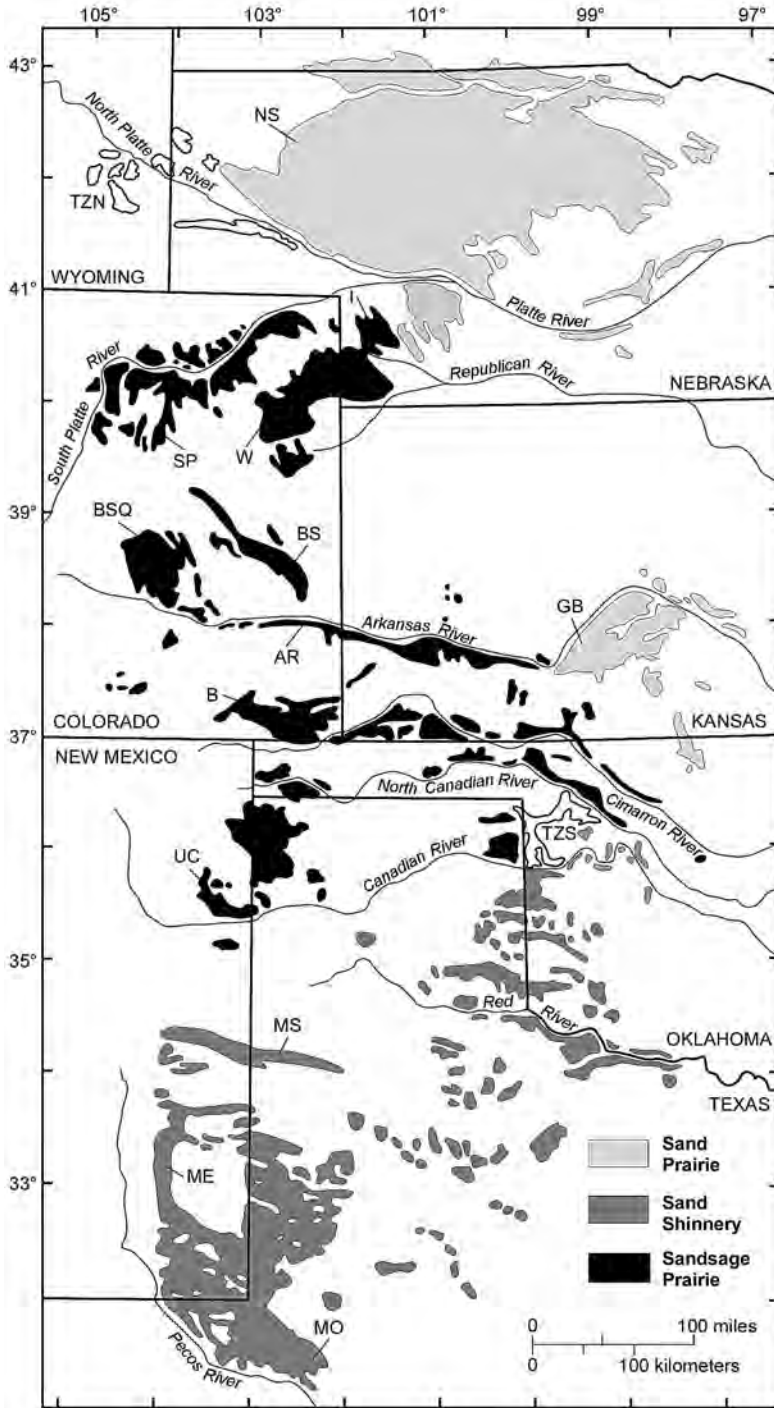 105° 103° 101° 99° 97°
43°
NS
North Platte
River
TZN
WYOMING
41°
Platte River
River
Republican River
NEBRASKA
40°
South Platte
SP
W
39°
BSQ
BS
GB
38°
Arkansas River
AR
B
COLORADO
KANSAS
37°
NEW MEXICO
North Canadian River
Cimarron River
TZS
UC
Canadian River
35°
Red River
OKLAHOMA
MS
TEXAS
Sand
Prairie
ME
33°
Sand
Shinnery
Sandsage
Prairie
MO
0 100 miles
0 100 kilometers
Pecos River